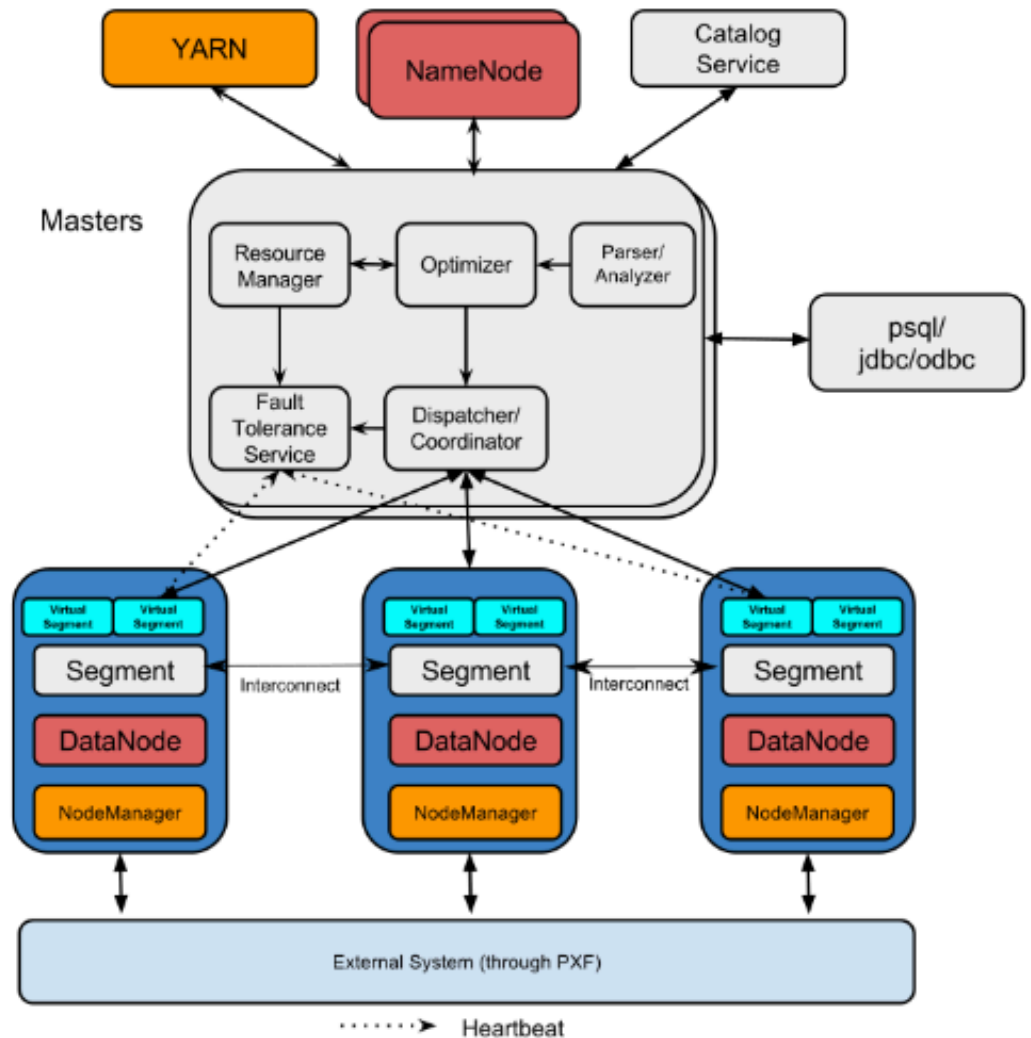 YARN
NameNode
Catalog
Service
Masters
Resource
Manager
Optimizer
Parser/
Analyzer
psql/
jdbc/odbc
Fault
Tolerance
Service
Dispatcher/
Coordinator
Virtual
Segment
Virtual
Segment
Virtual
Segment
Virtual
Segment
Virtual
Segment
Virtual
Segment
Segment
Interconnect
Segment
Interconnect
Segment
DataNode
DataNode
DataNode
NodeManager
NodeManager
NodeManager
External System (through PXF)
Heartbeat